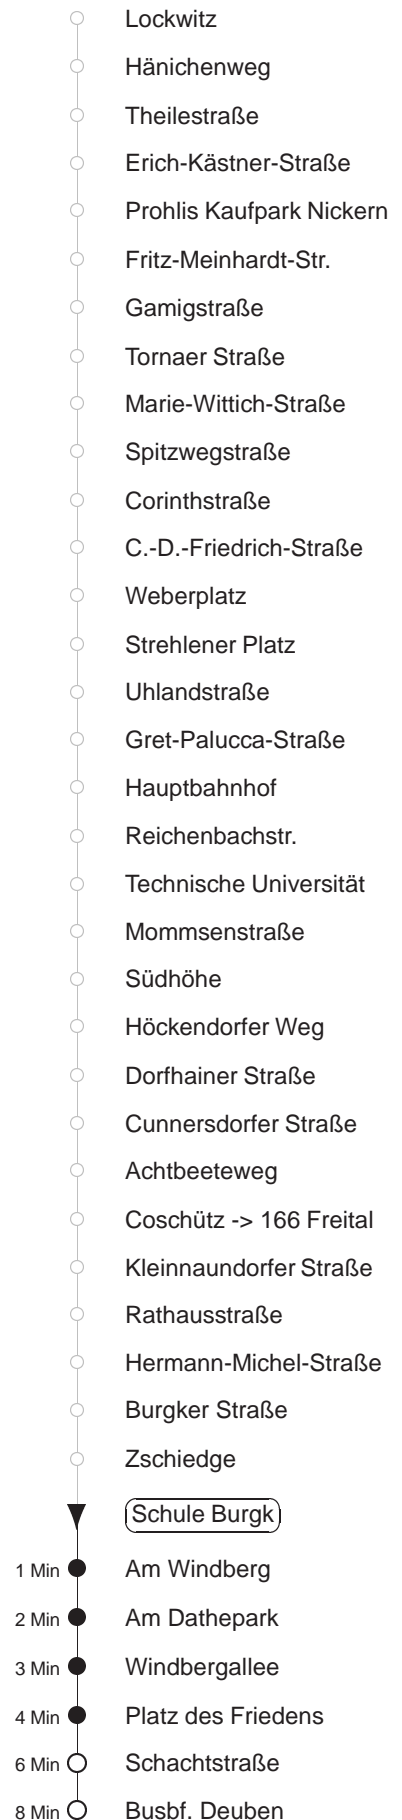 Lockwitz
Hänichenweg
Theilestraße
Erich-Kästner-Straße
Prohlis Kaufpark Nickern
Fritz-Meinhardt-Str.
Gamigstraße
Tornaer Straße
Marie-Wittich-Straße
Spitzwegstraße
Corinthstraße
C.-D.-Friedrich-Straße
Weberplatz
Strehlener Platz
Uhlandstraße
Gret-Palucca-Straße
Hauptbahnhof
Reichenbachstr.
Technische Universität
Mommsenstraße
Südhöhe
Höckendorfer Weg
Dorfhainer Straße
Cunnersdorfer Straße
Achtbeeteweg
Coschütz -> 166 Freital
Kleinnaundorfer Straße
Rathausstraße
Hermann-Michel-Straße
Burgker Straße
Zschiedge
Schule Burgk
1 Min Am Windberg
2 Min Am Dathepark
3 Min Windbergallee
4 Min Platz des Friedens
6 Min Schachtstraße
8 Min Busbf. Deuben